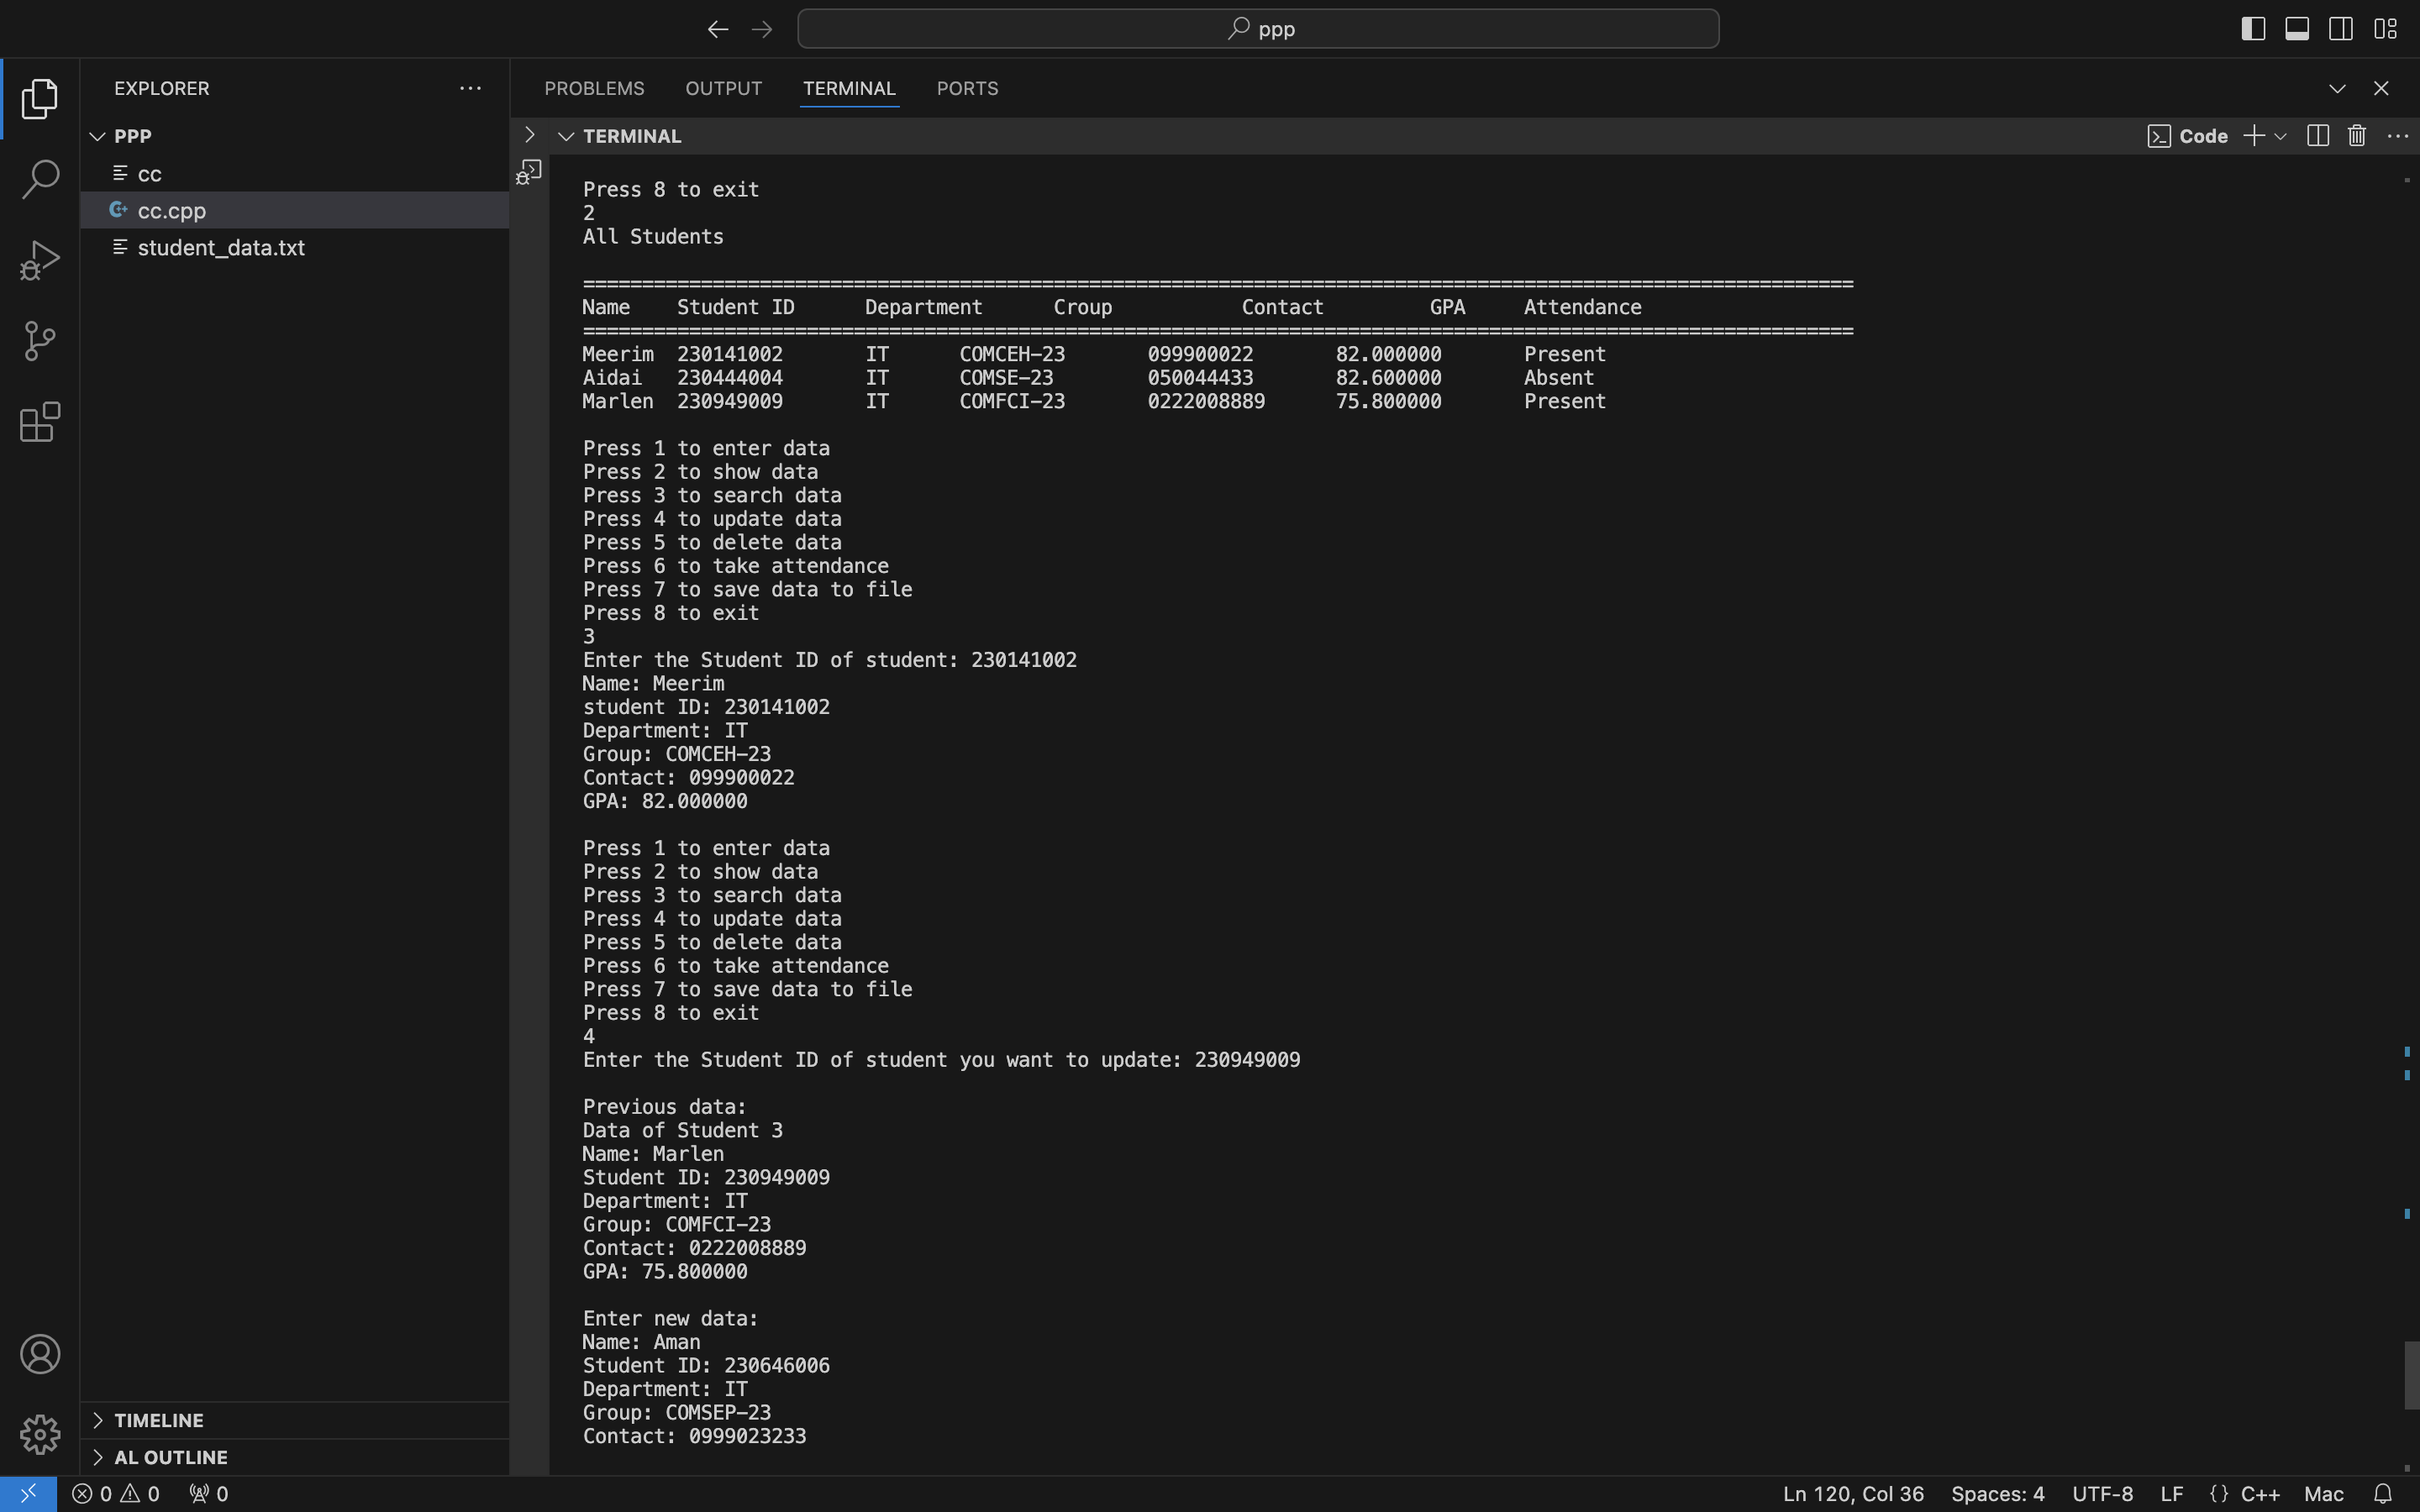 ppp
EXPLORER
PROBLEMS OUTPUT TERMINAL PORTS
PPP
TERMINAL
Code
cc
cc.cpp
student_data.txt
Press 8 to exit
2
All Students
============================================================================================================
Name Student ID Department Croup Contact GPA Attendance
============================================================================================================
Meerim 230141002 IT COMCEH-23 099900022 82.000000 Present
Aidai 230444004 IT COMSE-23 050044433 82.600000 Absent
Marlen 230949009 IT COMFCI-23 0222008889 75.800000 Present
Press 1 to enter data
Press 2 to show data
Press 3 to search data
Press 4 to update data
Press 5 to delete data
Press 6 to take attendance
Press 7 to save data to file
Press 8 to exit
3
Enter the Student ID of student: 230141002
Name: Meerim
student ID: 230141002
Department: IT
Group: COMCEH-23
Contact: 099900022
GPA: 82.000000
Press 1 to enter data
Press 2 to show data
Press 3 to search data
Press 4 to update data
Press 5 to delete data
Press 6 to take attendance
Press 7 to save data to file
Press 8 to exit
4
Enter the Student ID of student you want to update: 230949009
Previous data:
Data of Student 3
Name: Marlen
Student ID: 230949009
Department: IT
Group: COMFCI-23
Contact: 0222008889
GPA: 75.800000
Enter new data:
Name: Aman
Student ID: 230646006
Department: IT
Group: COMSEP-23
Contact: 0999023233
TIMELINE
AL OUTLINE
0 0 0 Ln 120, Col 36 Spaces: 4 UTF-8 LF {} C++ Mac